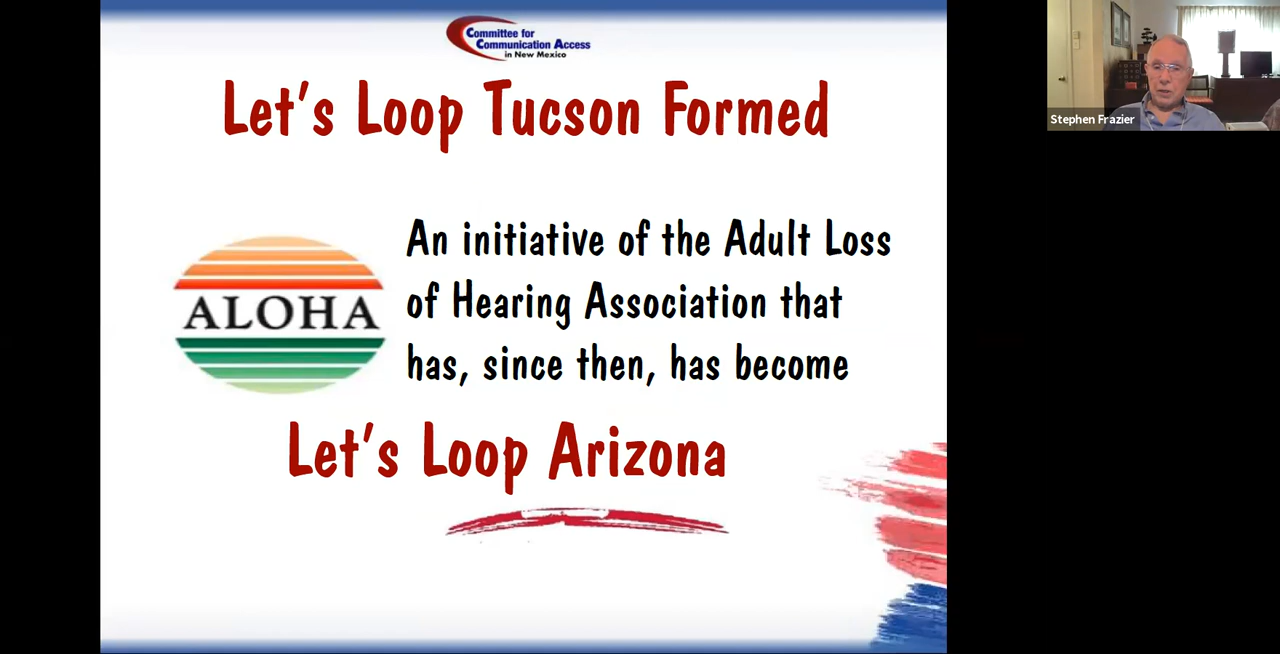 Committee for
Communication Access
in New Mexico
Let's Loop Tucson Formed
ALOHA
An initiative of the Adult Loss
of Hearing Association that
has, since then, has become
Let's Loop Arizona
Stephen Frazier